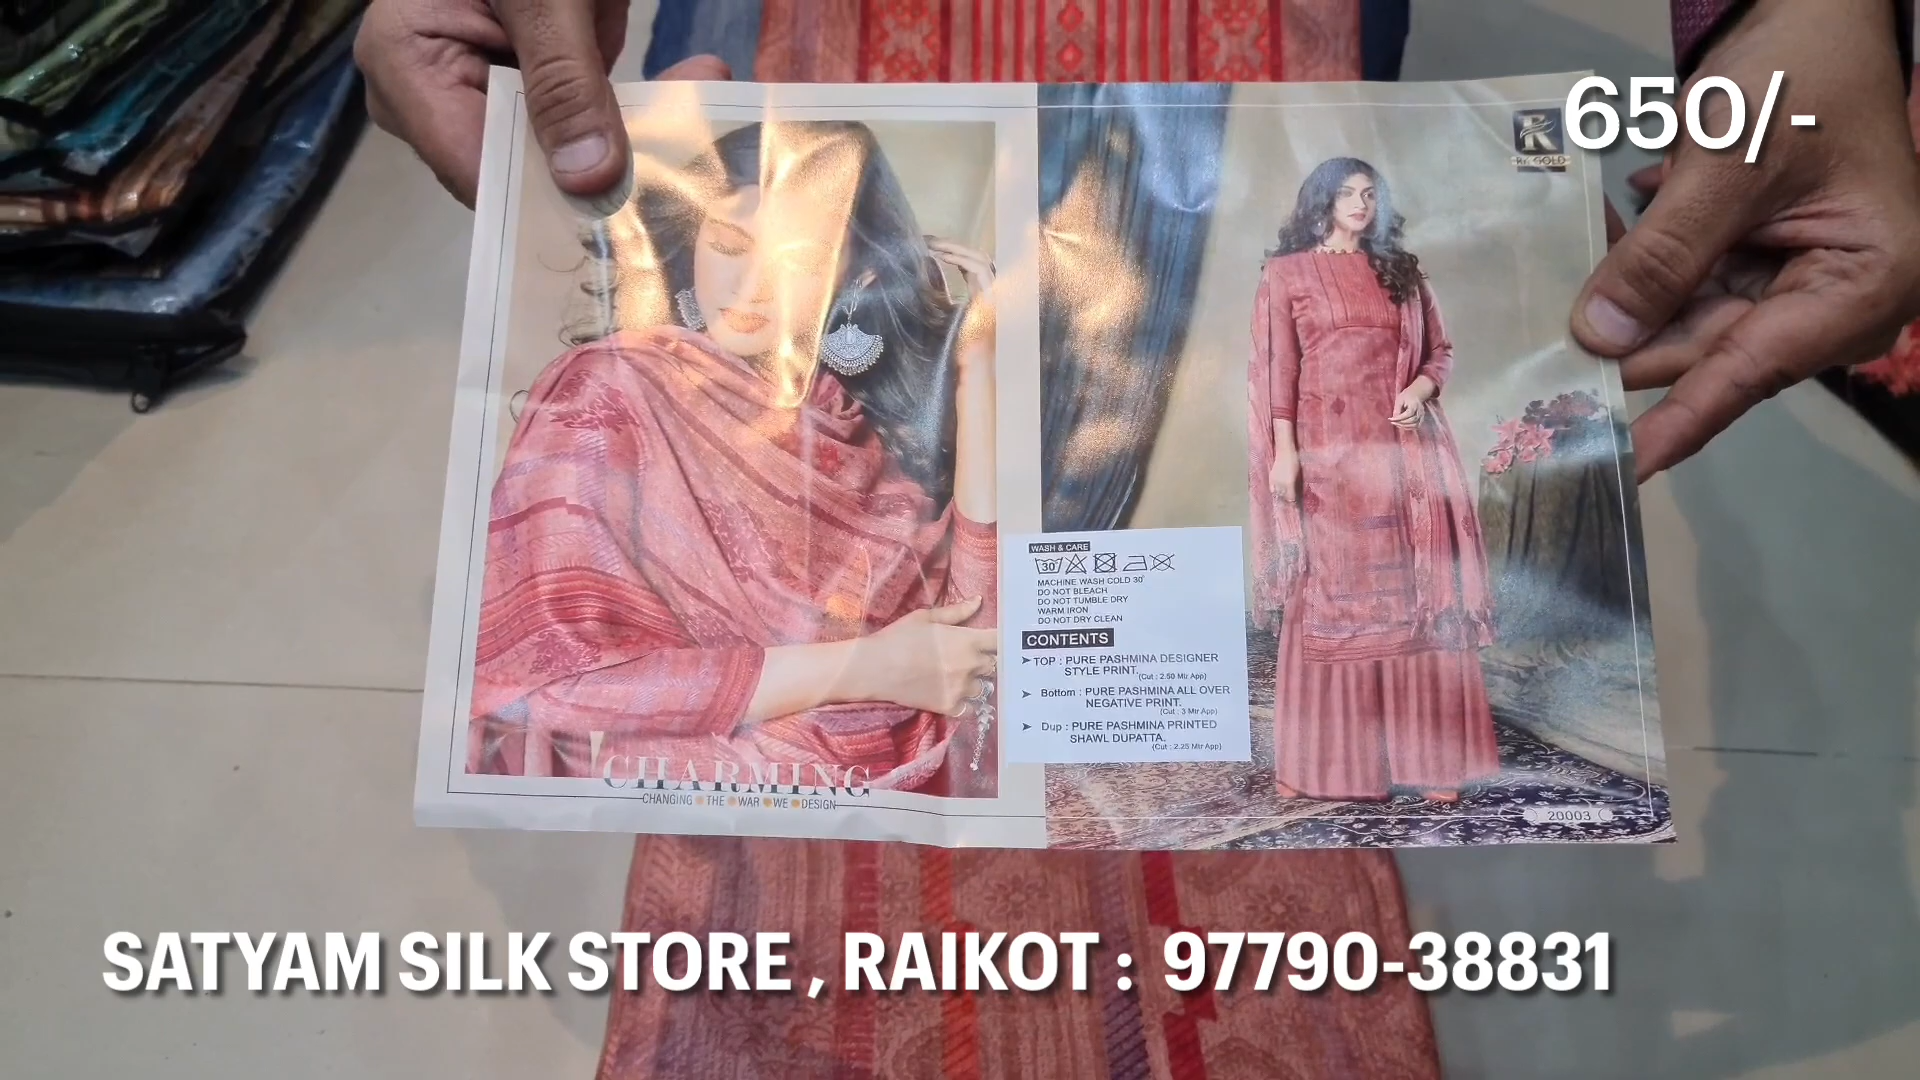 650/-
R GOLD
WASH & CARE
30°
MACHINE WASH COLD 30°
DO NOT BLEACH
DO NOT TUMBLE DRY
WARM IRON
DO NOT DRY CLEAN
CONTENTS
➤ TOP : PURE PASHMINA DESIGNER
STYLE PRINT.
(Cut : 2.50 Mtr App)
➤ Bottom : PURE PASHMINA ALL OVER
NEGATIVE PRINT.
(Cut : 3 Mtr App)
➤ Dup : PURE PASHMINA PRINTED
SHAWL DUPATTA.
(Cut : 2.25 Mtr App)
CHARMING
CHANGING THE WAR WE DESIGN
20003
SATYAM SILK STORE , RAIKOT : 97790-38831